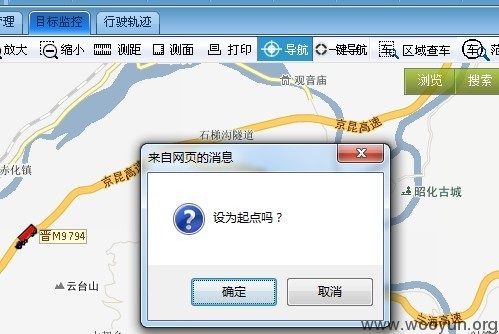 管理 目标监控 行驶轨迹
放大 缩小 测距 测面 打印 导航 一键导航 区域查车
浏览 搜索
观音庙
石梯沟隧道 京昆高速
赤化镇
来自网页的消息
京昆高速
昭化古城
设为起点吗？
晋M9794
云台山
确定 取消
www.wooyun.org